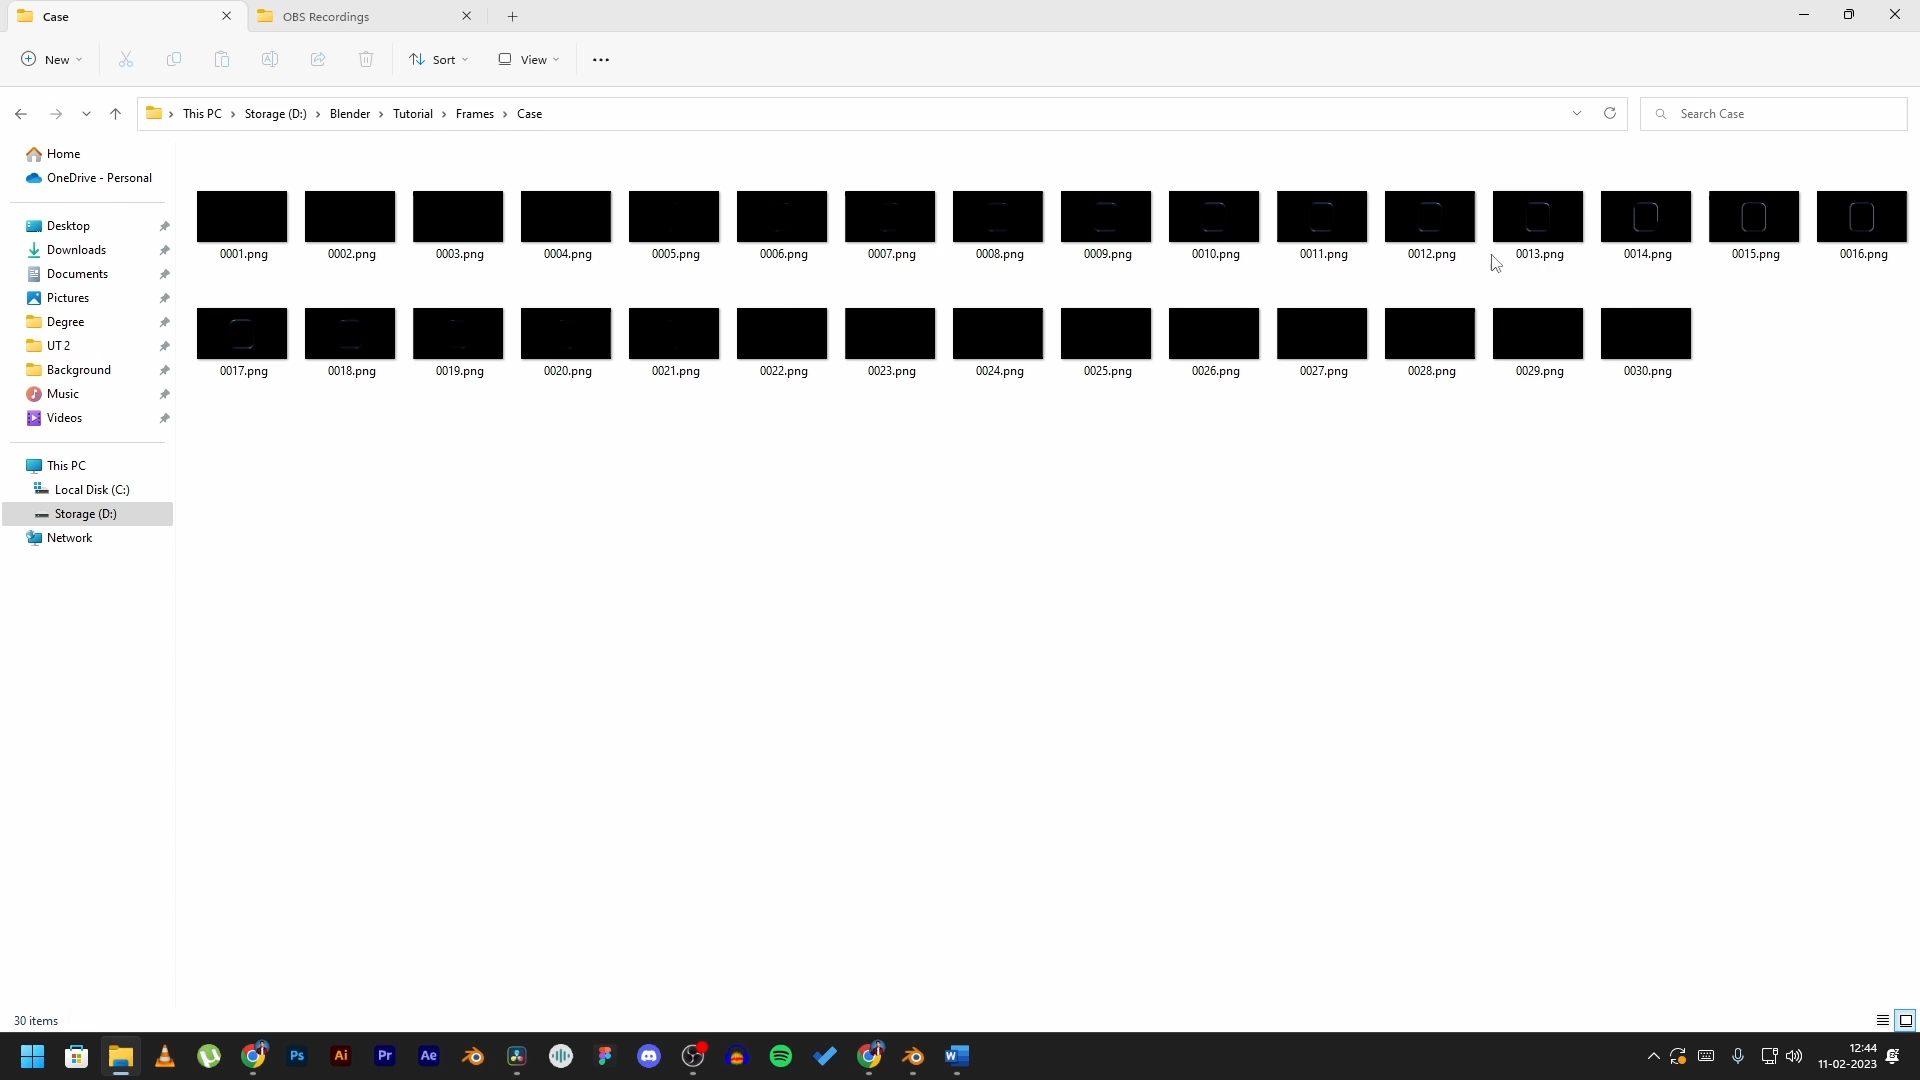 Case
OBS Recordings
New
Sort
View
This PC
Storage (D:)
Blender
Tutorial
Frames
Case
Search Case
Home
OneDrive - Personal
Desktop
Downloads
Documents
Pictures
Degree
UT 2
Background
Music
Videos
This PC
Local Disk (C:)
Storage (D:)
Network
0001.png
0002.png
0003.png
0004.png
0005.png
0006.png
0007.png
0008.png
0009.png
0010.png
0011.png
0012.png
0013.png
0014.png
0015.png
0016.png
0017.png
0018.png
0019.png
0020.png
0021.png
0022.png
0023.png
0024.png
0025.png
0026.png
0027.png
0028.png
0029.png
0030.png
30 items
Ps
Ai
Pr
Ae
W
12:44
11-02-2023